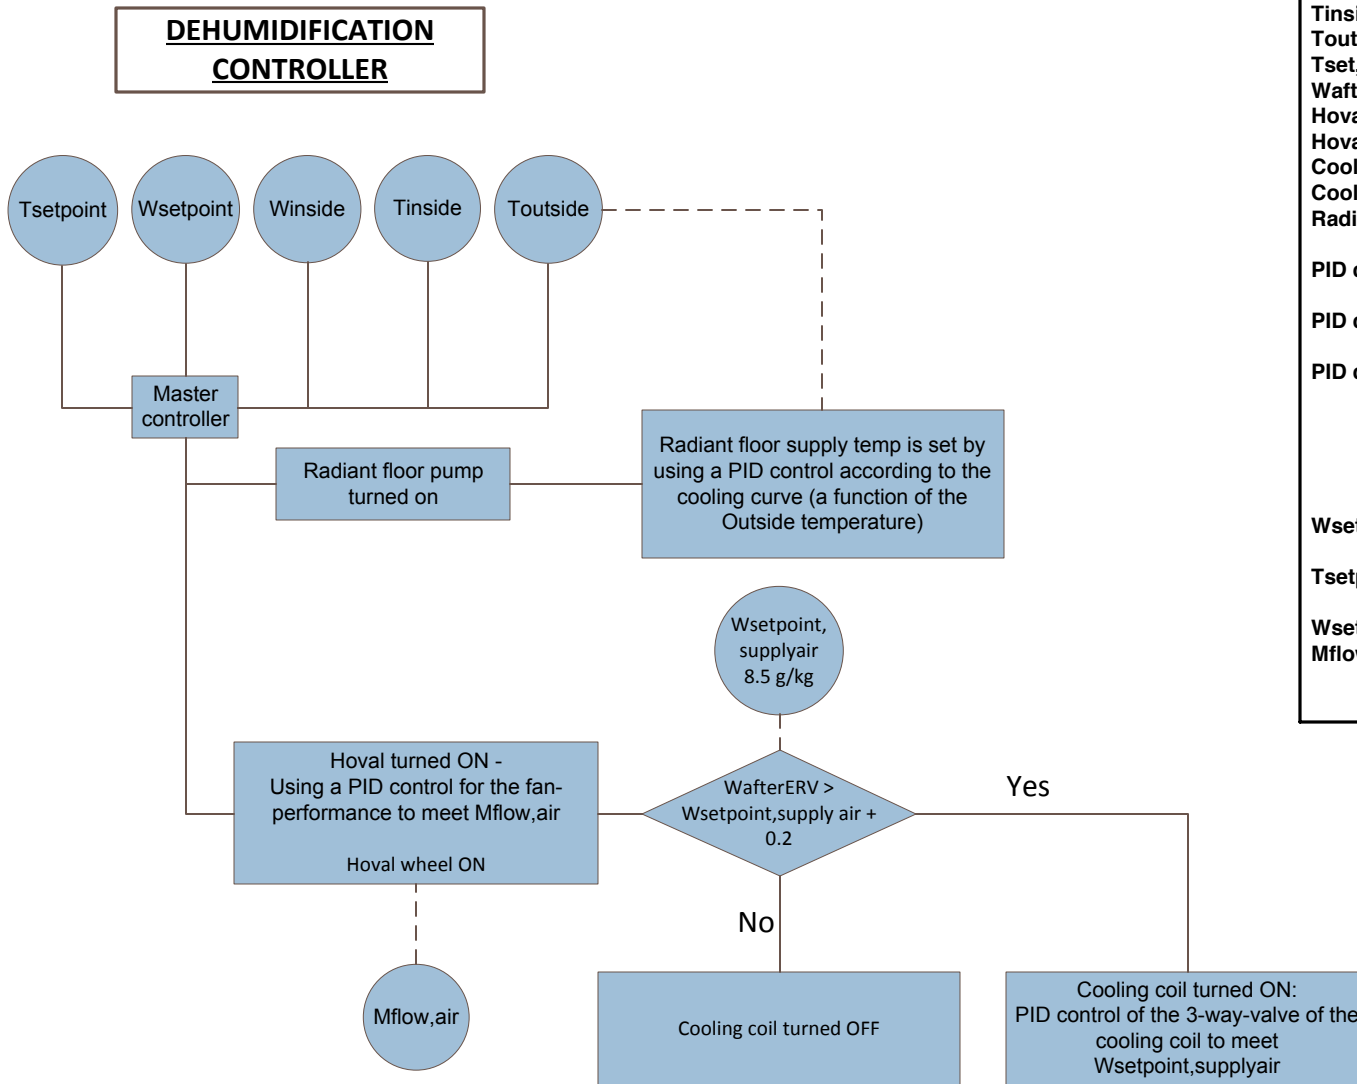 DEHUMIDIFICATION
CONTROLLER
Tsetpoint
Wsetpoint
Winside
Tinside
Toutside
Master
controller
Radiant floor pump
turned on
Radiant floor supply temp is set by
using a PID control according to the
cooling curve (a function of the
Outside temperature)
Wsetpoint,
supplyair
8.5 g/kg
Hoval turned ON -
Using a PID control for the fan-
performance to meet Mflow,air
Hoval wheel ON
WafterERV >
Wsetpoint,supply air +
0.2
Yes
No
Mflow,air
Cooling coil turned OFF
Cooling coil turned ON:
PID control of the 3-way-valve of the
cooling coil to meet
Wsetpoint,supplyair
Tinsi
Tout
Tset,
Waft
Hova
Hova
Cool
Cool
Radi
PID
PID
PID
Wset
Tset
Wset
Mflo